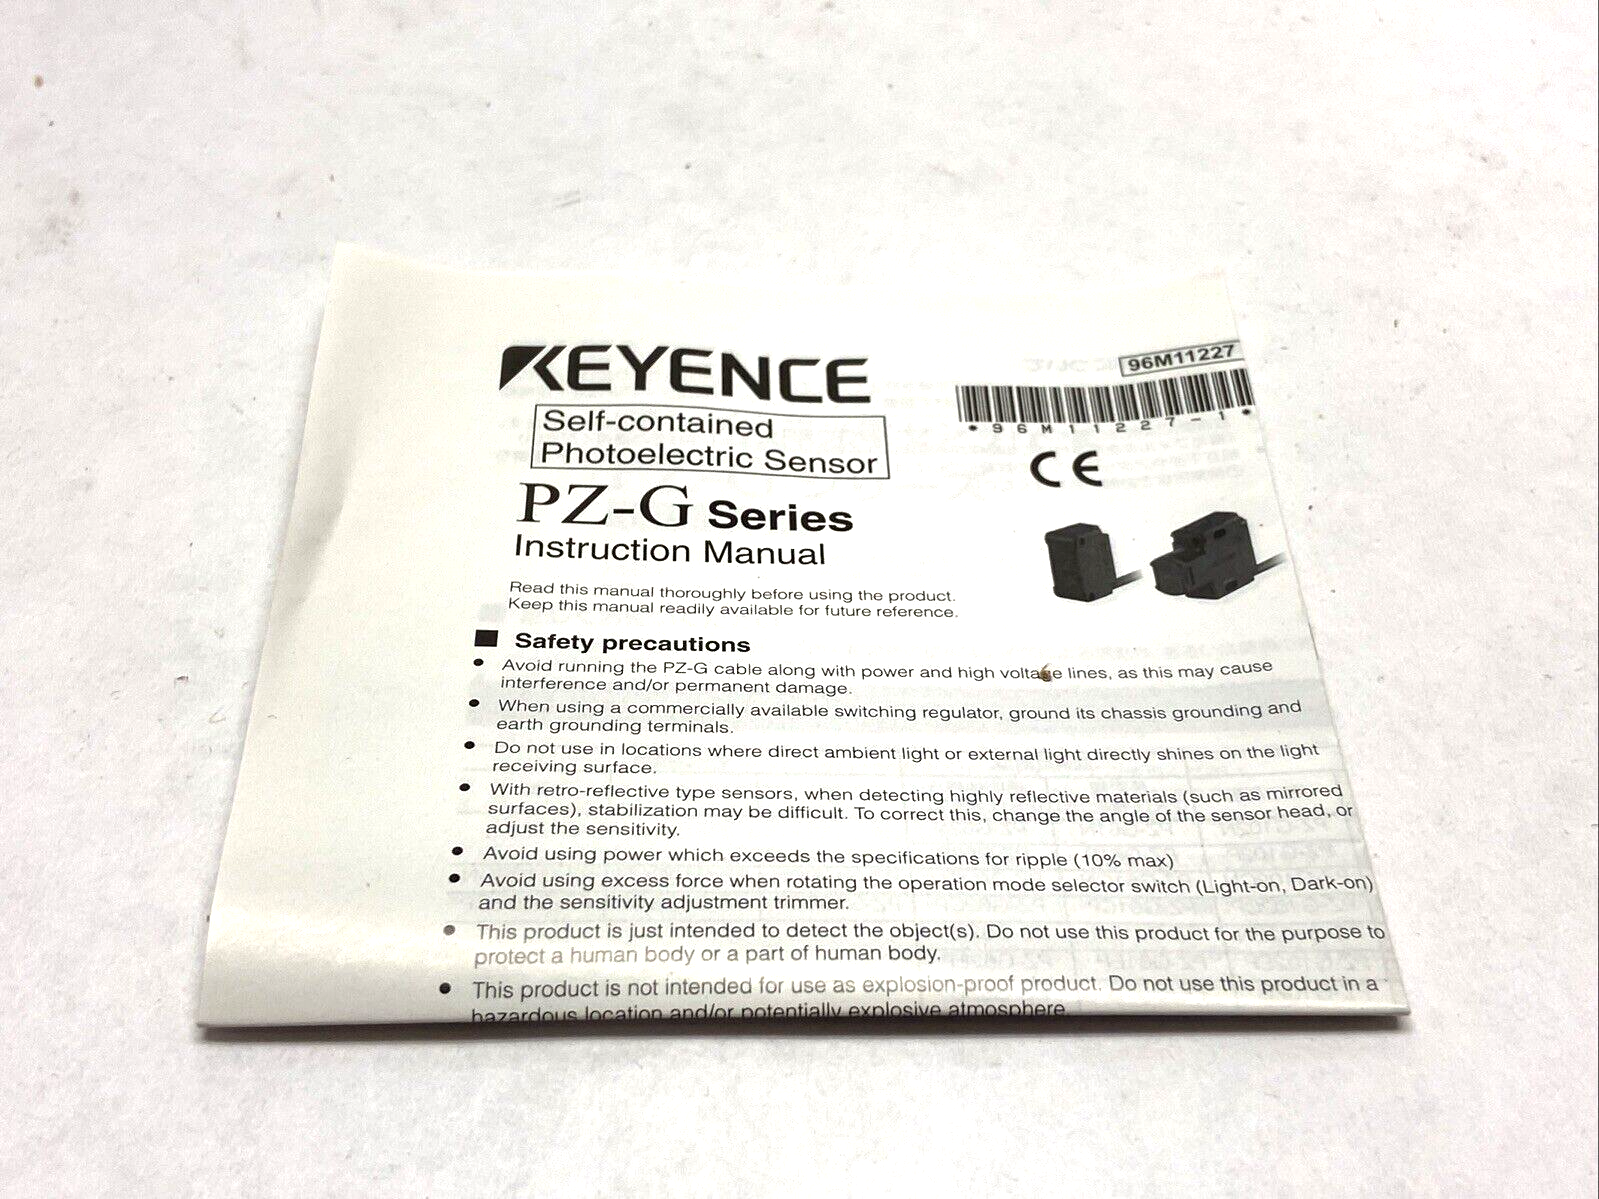 KEYENCE
96M11227
*96M11227-1*
Self-contained
Photoelectric Sensor
CE
PZ-G Series
Instruction Manual
Read this manual thoroughly before using the product.
Keep this manual readily available for future reference.
■ Safety precautions
● Avoid running the PZ-G cable along with power and high voltage lines, as this may cause
interference and/or permanent damage.
● When using a commercially available switching regulator, ground its chassis grounding and
earth grounding terminals.
● Do not use in locations where direct ambient light or external light directly shines on the light
receiving surface.
● With retro-reflective type sensors, when detecting highly reflective materials (such as mirrored
surfaces), stabilization may be difficult. To correct this, change the angle of the sensor head, or
adjust the sensitivity.
● Avoid using power which exceeds the specifications for ripple (10% max)
● Avoid using excess force when rotating the operation mode selector switch (Light-on, Dark-on)
and the sensitivity adjustment trimmer.
● This product is just intended to detect the object(s). Do not use this product for the purpose to
protect a human body or a part of human body.
● This product is not intended for use as explosion-proof product. Do not use this product in a
hazardous location and/or potentially explosive atmosphere.